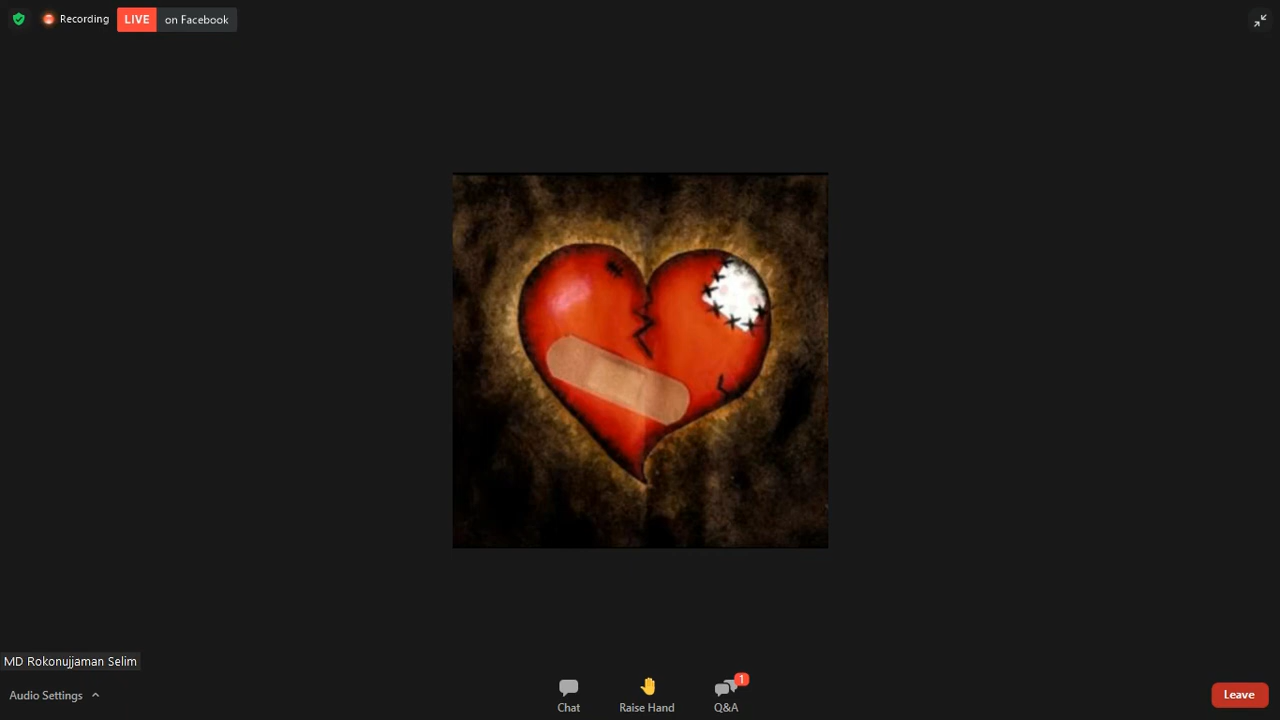 Recording LIVE on Facebook
MD Rokonujjaman Selim
Audio Settings Chat Raise Hand Q&A 1 Leave